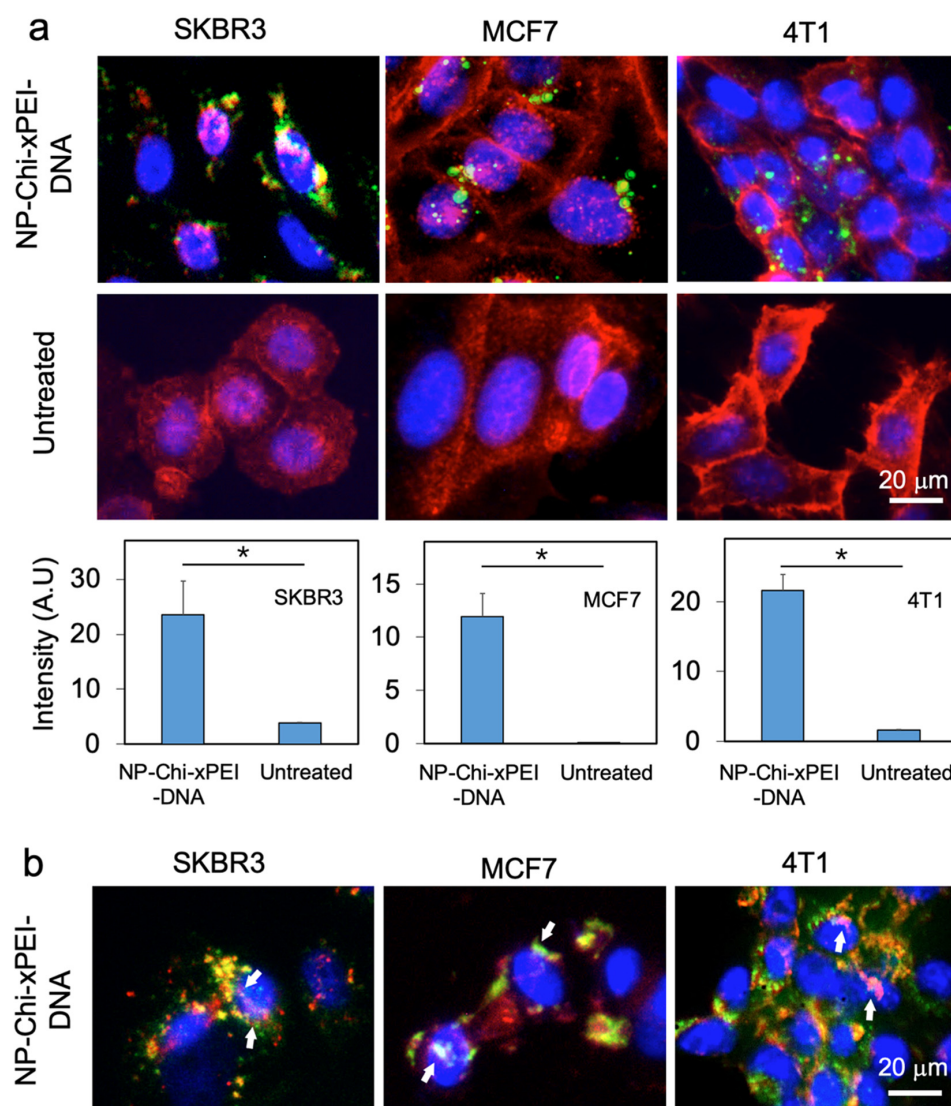 a
SKBR3
MCF7
4T1
NP-Chi-xPEI-
DNA
Untreated
20 μm
Intensity (A.U)
30
20
10
0
*
SKBR3
NP-Chi-xPEI
-DNA
Untreated
15
10
5
0
*
MCF7
NP-Chi-xPEI
-DNA
Untreated
20
10
0
*
4T1
NP-Chi-xPEI
-DNA
Untreated
b
SKBR3
MCF7
4T1
NP-Chi-xPEI-
DNA
20 μm